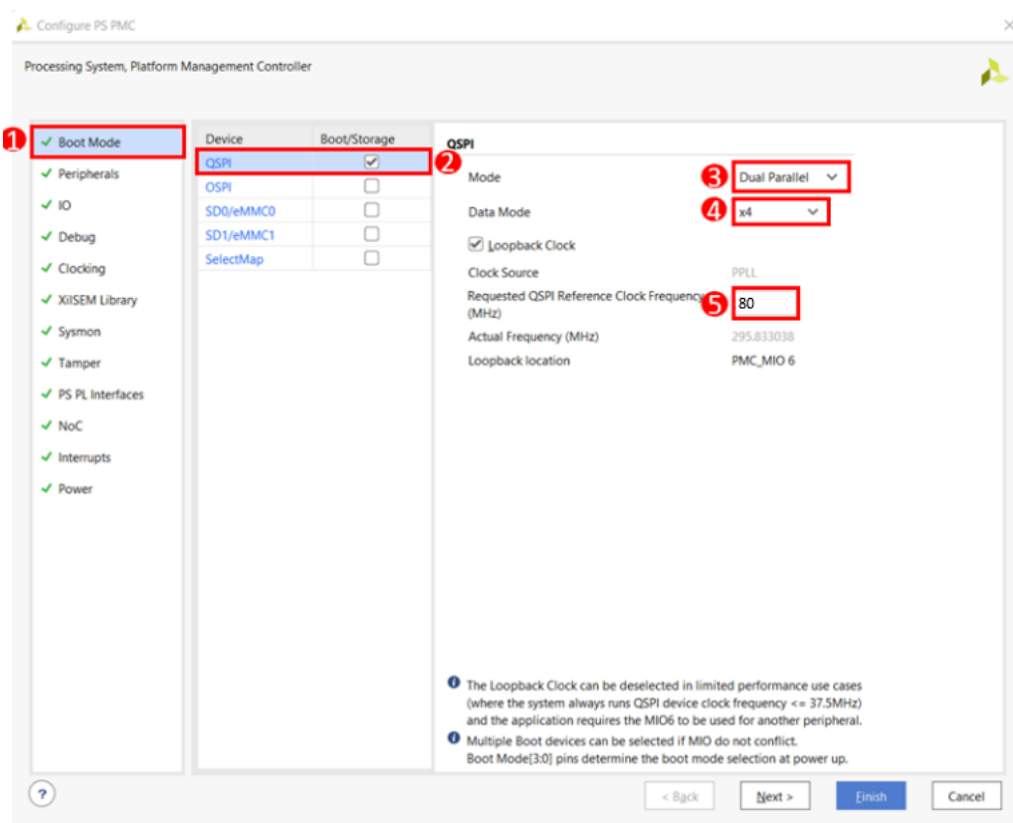 Configure PS PMC
Processing System, Platform Management Controller
1
Boot Mode
Peripherals
IO
Debug
Clocking
XilSEM Library
Sysmon
Tamper
PS PL Interfaces
NoC
Interrupts
Power
Device Boot/Storage
QSPI
OSPI
SD0/eMMC0
SD1/eMMC1
SelectMap
2
QSPI
Mode 3 Dual Parallel
Data Mode 4 x4
Loopback Clock
Clock Source PPLL
Requested QSPI Reference Clock Frequency
(MHz) 5 80
Actual Frequency (MHz) 295.833038
Loopback location PMC_MIO 6
The Loopback Clock can be deselected in limited performance use cases
(where the system always runs QSPI device clock frequency <= 37.5MHz)
and the application requires the MIO6 to be used for another peripheral.
Multiple Boot devices can be selected if MIO do not conflict.
Boot Mode[3:0] pins determine the boot mode selection at power up.
? < Back Next > Finish Cancel